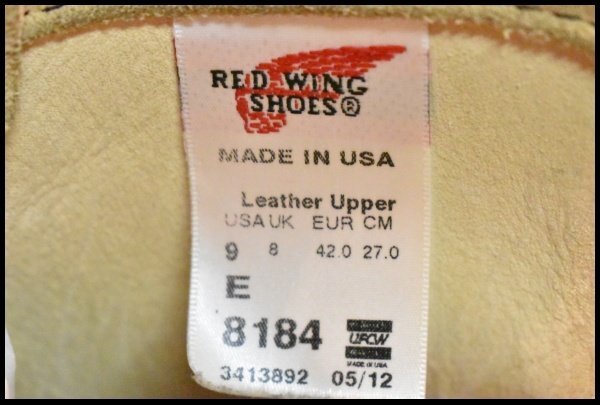 RED WING
SHOES®
MADE IN USA
Leather Upper
USA UK EUR CM
9 8 42.0 27.0
E
8184
UFCW
MADE IN U.S.A.
3413892 05/12